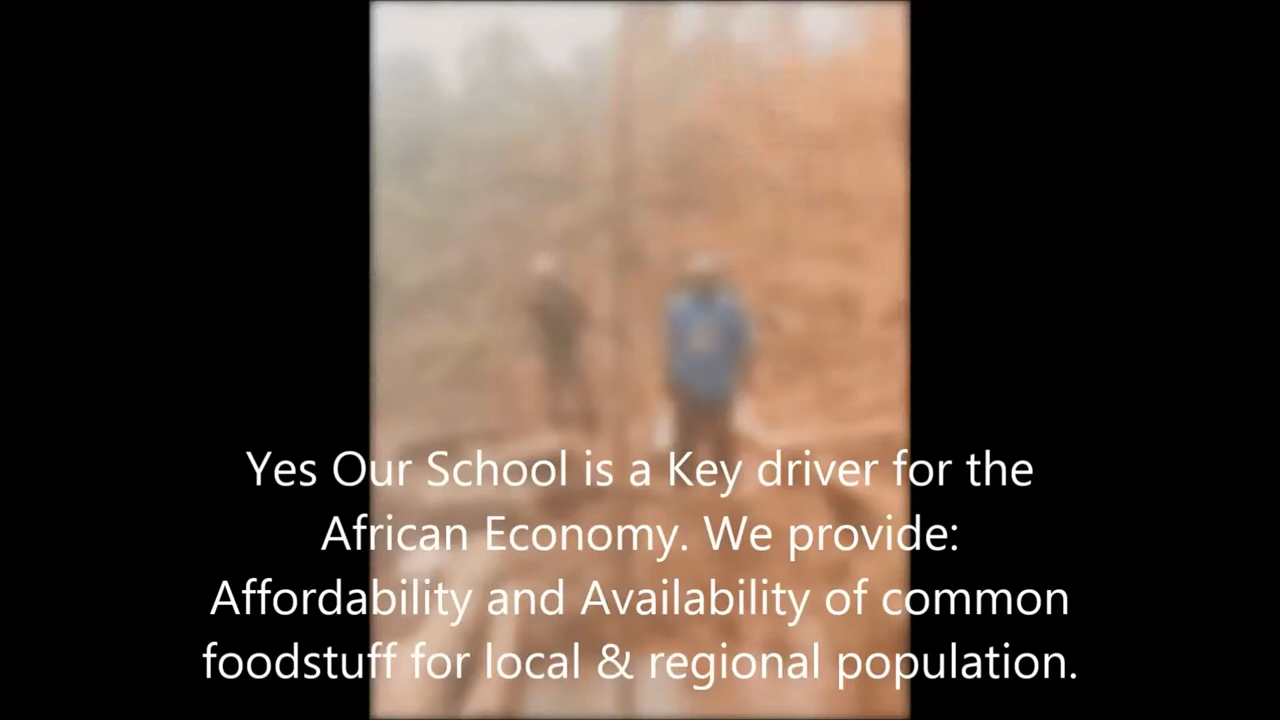 Yes Our School is a Key driver for the
African Economy. We provide:
Affordability and Availability of common
foodstuff for local & regional population.